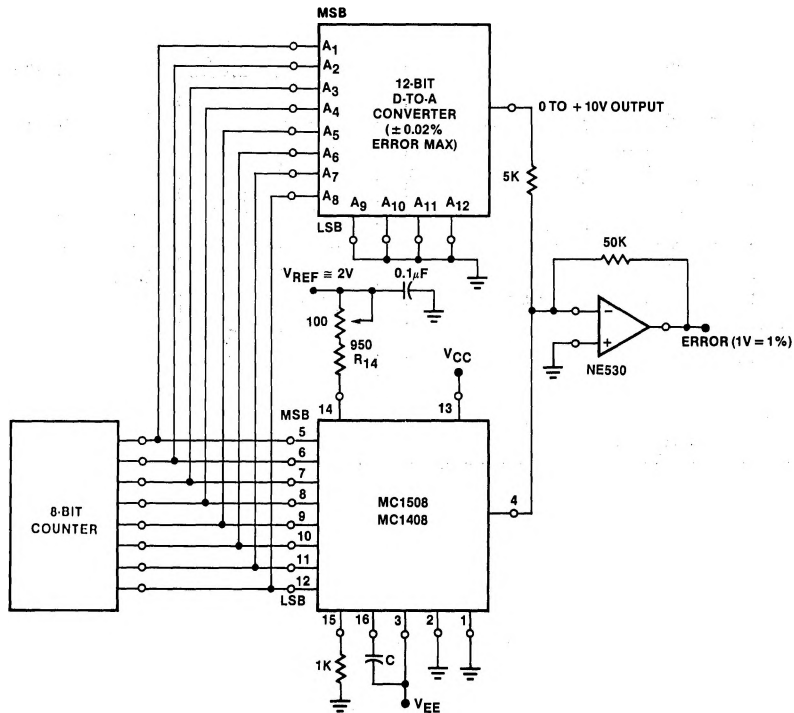 MSB
A1
A2
A3
A4
A5
A6
A7
A8
12-BIT
D-TO-A
CONVERTER
(±0.02%
ERROR MAX)
A9 A10 A11 A12
LSB
0 TO +10V OUTPUT
5K
50K
VREF ≅ 2V
0.1µF
100
950
R14
VCC
−
+
NE530
ERROR (1V = 1%)
14
13
MSB
5
6
7
8
9
10
11
12
LSB
8-BIT
COUNTER
MC1508
MC1408
4
15 16 3 2 1
1K
C
VEE